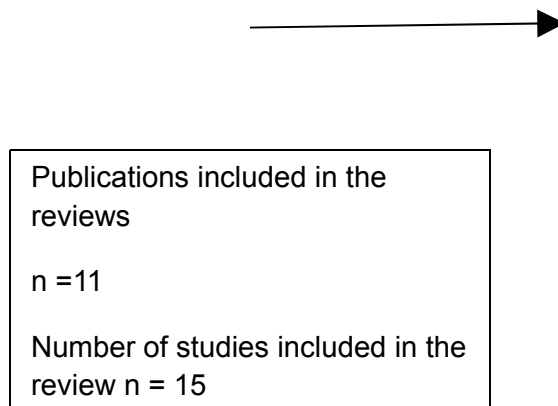 Publications included in the
reviews
n =11
Number of studies included in the
review n = 15